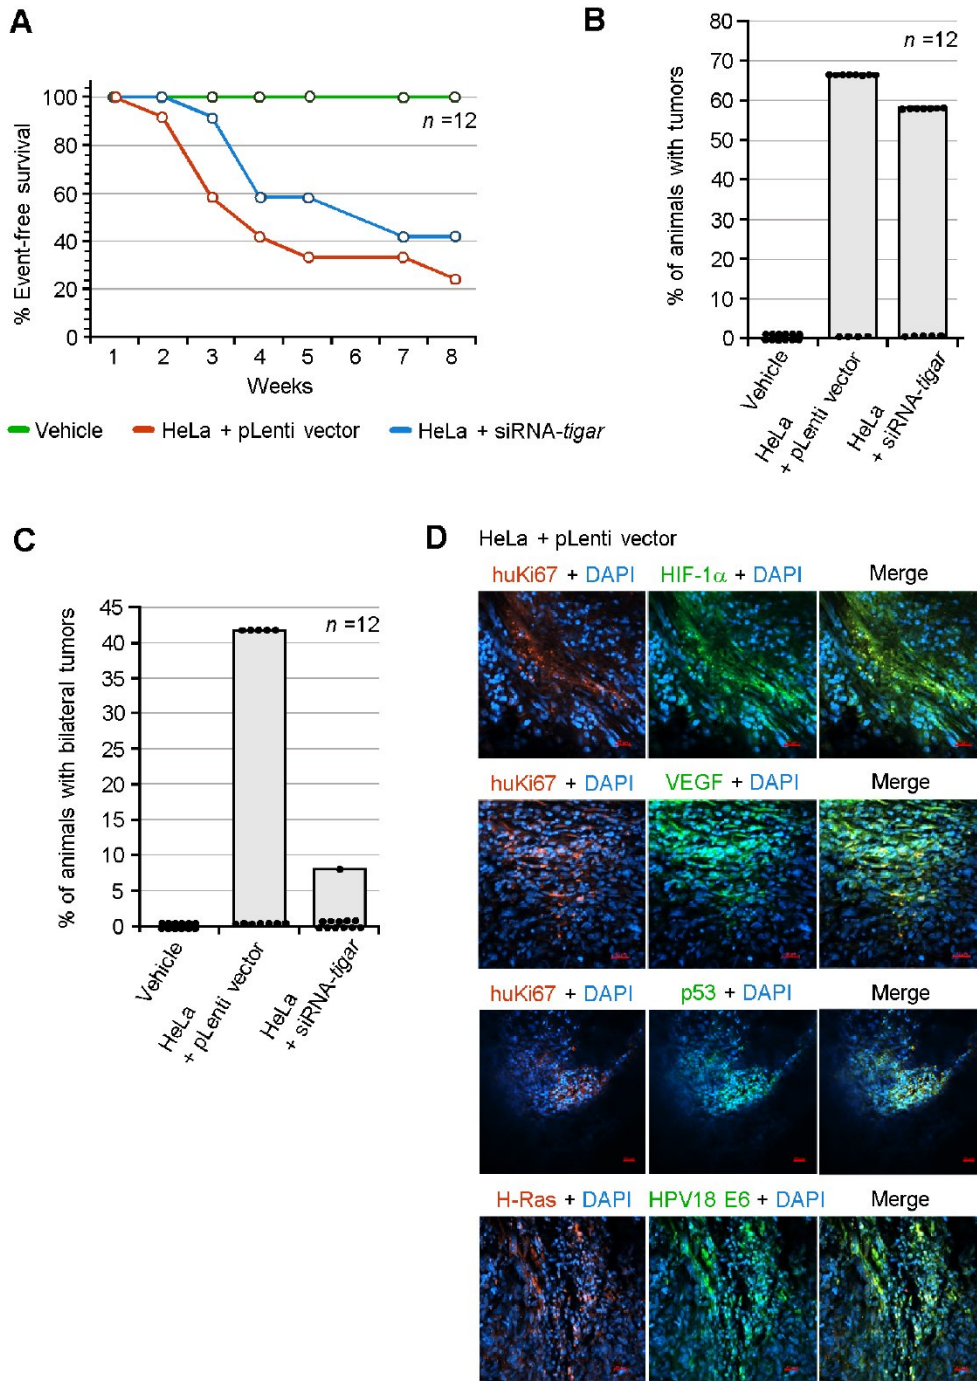 A
% Event-free survival
100
80
60
40
20
0
n =12
1 2 3 4 5 6 7 8
Weeks
Vehicle HeLa + pLenti vector HeLa + siRNA-tigar
B
% of animals with tumors
80
70
60
50
40
30
20
10
0
n =12
Vehicle
HeLa
+ pLenti vector
HeLa
+ siRNA-tigar
C
% of animals with bilateral tumors
45
40
35
30
25
20
15
10
5
0
n =12
Vehicle
HeLa
+ pLenti vector
HeLa
+ siRNA-tigar
D
HeLa + pLenti vector
huKi67 + DAPI HIF-1α + DAPI Merge
huKi67 + DAPI VEGF + DAPI Merge
huKi67 + DAPI p53 + DAPI Merge
H-Ras + DAPI HPV18 E6 + DAPI Merge